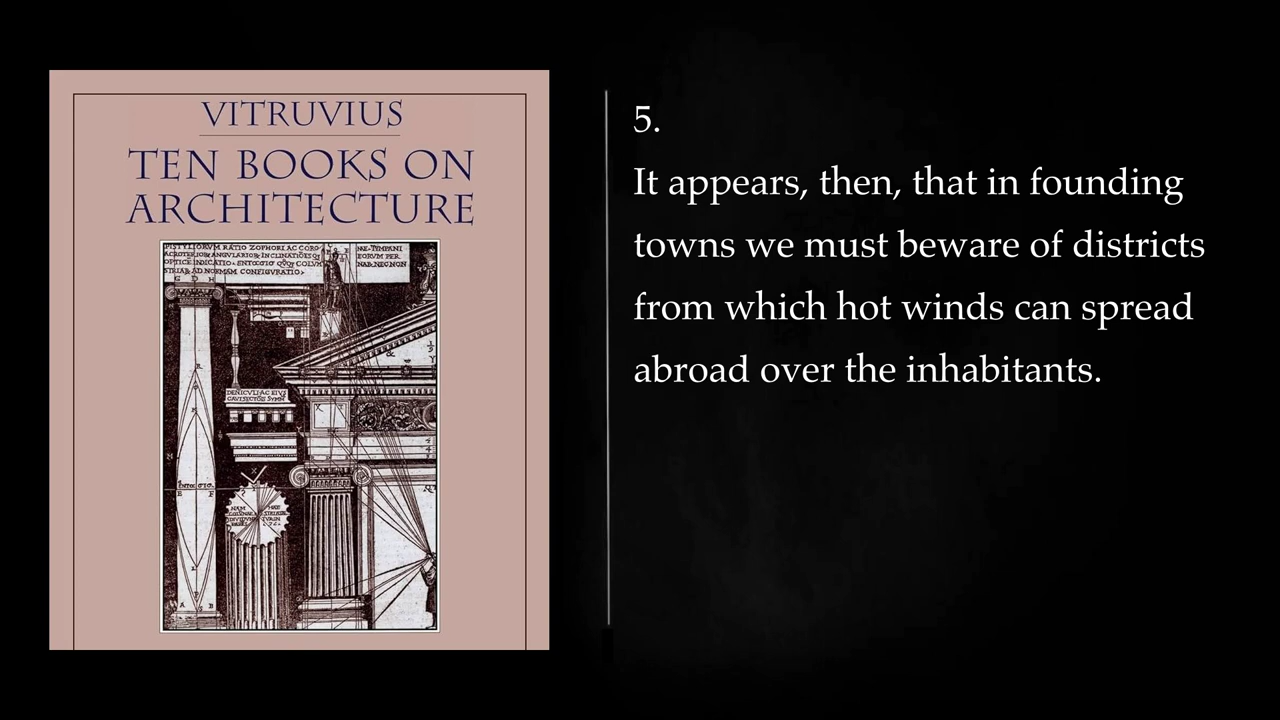 VITRUVIUS
TEN BOOKS ON
ARCHITECTURE
5.
It appears, then, that in founding
towns we must beware of districts
from which hot winds can spread
abroad over the inhabitants.